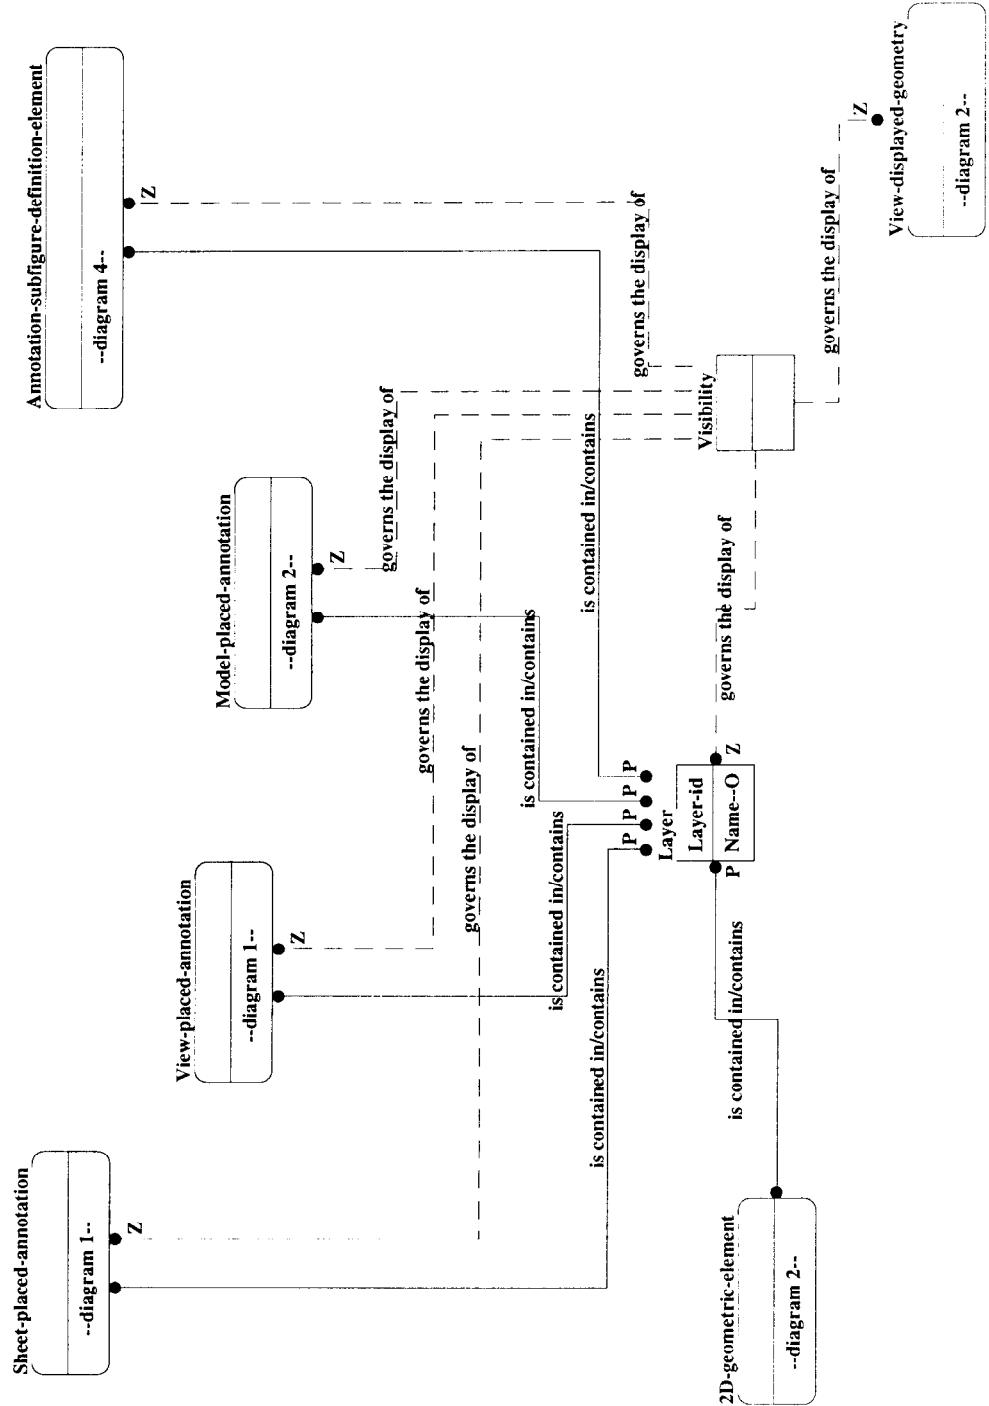 Sheet-placed-annotation
--diagram 1--
Z
View-placed-annotation
--diagram 1--
Z
Model-placed-annotation
--diagram 2--
Z
Annotation-subfigure-definition-element
--diagram 4--
Z
governs the display of
governs the display of
governs the display of
governs the display of
is contained in/contains
is contained in/contains
is contained in/contains
is contained in/contains
P
P
P
P
Layer
Layer-id
Name--O
P
Z
governs the display of
Visibility
governs the display of
Z
View-displayed-geometry
--diagram 2--
is contained in/contains
2D-geometric-element
--diagram 2--